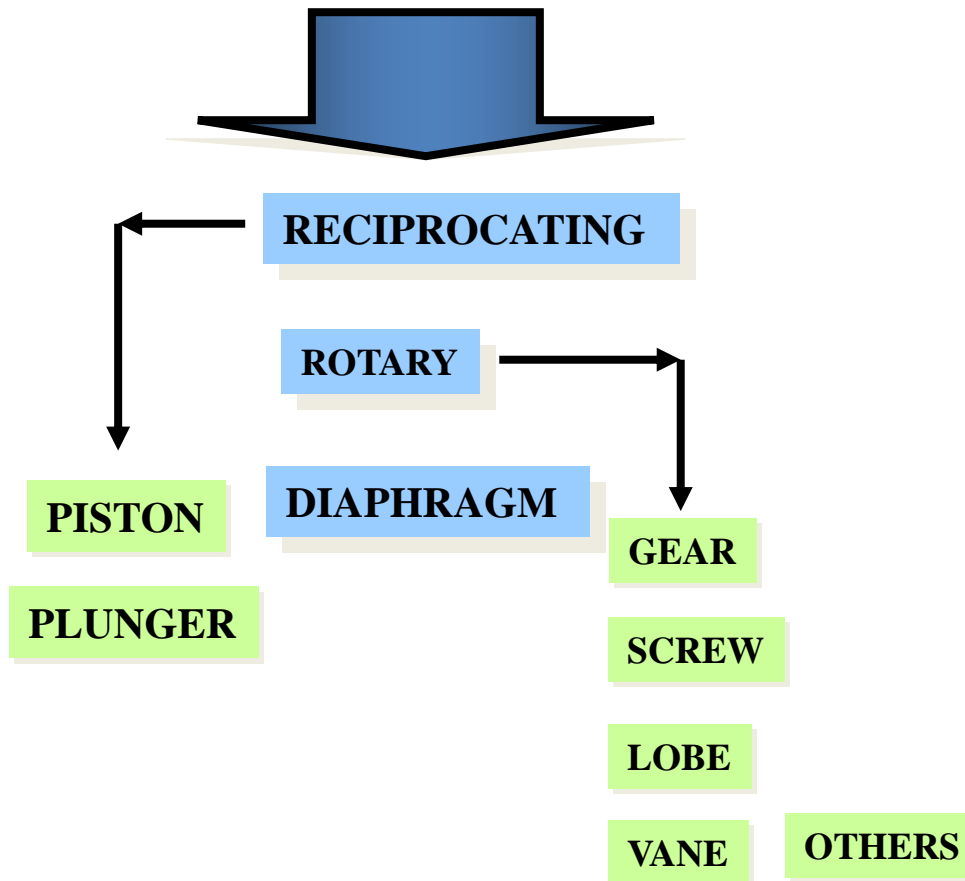 RECIPROCATING
ROTARY
DIAPHRAGM
PISTON
PLUNGER
GEAR
SCREW
LOBE
VANE
OTHERS